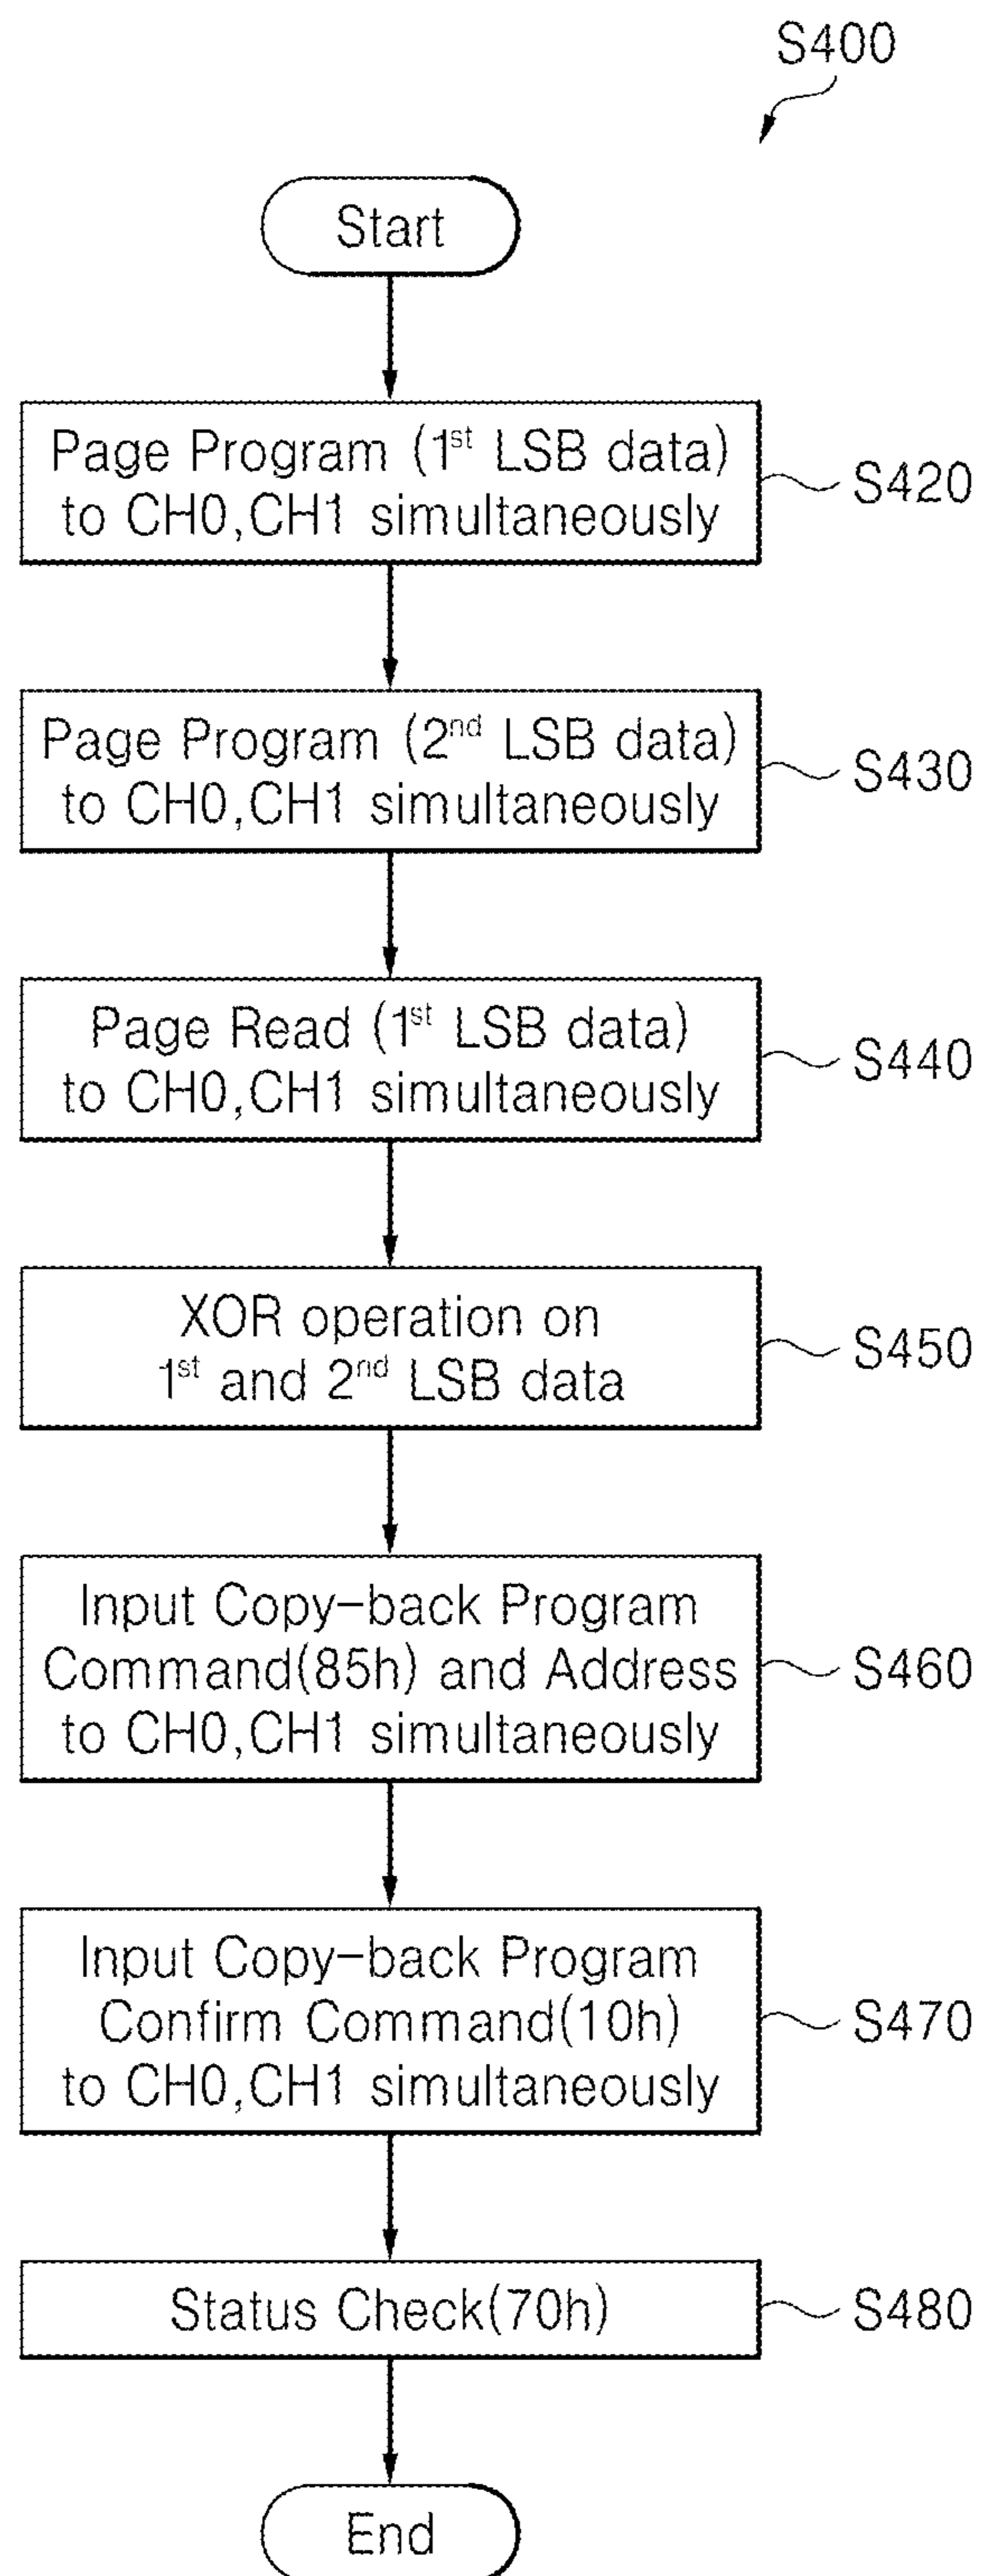 S400
Start
Page Program (1st LSB data)
to CH0,CH1 simultaneously
S420
Page Program (2nd LSB data)
to CH0,CH1 simultaneously
S430
Page Read (1st LSB data)
to CH0,CH1 simultaneously
S440
XOR operation on
1st and 2nd LSB data
S450
Input Copy-back Program
Command(85h) and Address
to CH0,CH1 simultaneously
S460
Input Copy-back Program
Confirm Command(10h)
to CH0,CH1 simultaneously
S470
Status Check(70h)
S480
End